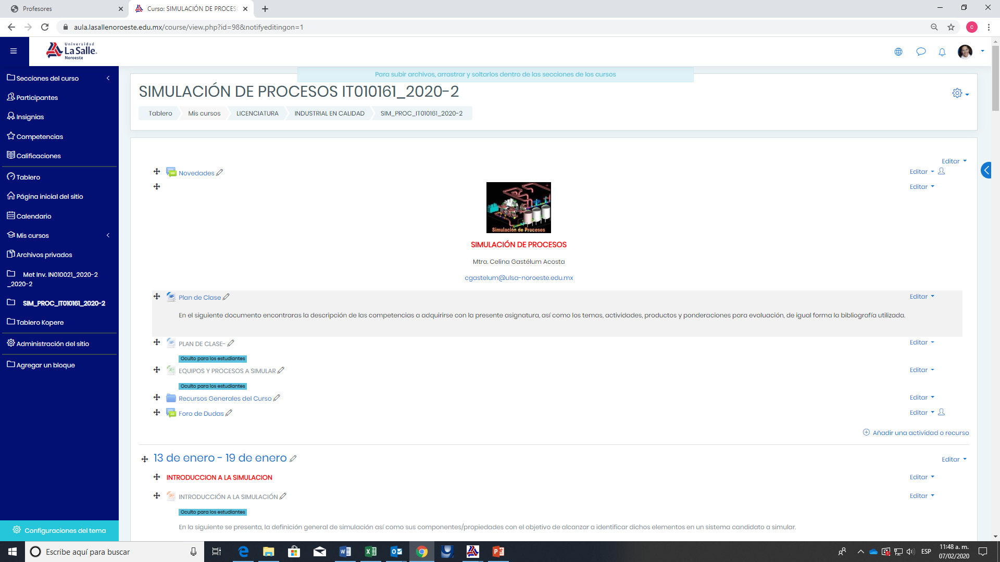 Profesores
Curso: SIMULACIÓN DE PROCESO
aula.lasallenoroeste.edu.mx/course/view.php?id=98&notifyeditingon=1
C
Universidad
La Salle
Noroeste
Para subir archivos, arrastrar y soltarlos dentro de las secciones de los cursos
Secciones del curso
Participantes
Insignias
Competencias
Calificaciones
Tablero
Página inicial del sitio
Calendario
Mis cursos
Archivos privados
Met Inv. IN010021_2020-2
_2020-2
SIM_PROC_IT010161_2020-2
Tablero Kopere
Administración del sitio
Agregar un bloque
Configuraciones del tema
SIMULACIÓN DE PROCESOS IT010161_2020-2
Tablero Mis cursos LICENCIATURA INDUSTRIAL EN CALIDAD SIM_PROC_IT010161_2020-2
Editar
Novedades Editar
Editar
Simulación de Procesos
SIMULACIÓN DE PROCESOS
Mtra. Celina Gastélum Acosta
cgastelum@ulsa-noroeste.edu.mx
Plan de Clase Editar
En el siguiente documento encontraras la descripción de las competencias a adquirirse con la presente asignatura, así como los temas, actividades, productos y ponderaciones para evaluación, de igual forma la bibliografía utilizada.
PLAN DE CLASE- Editar
Oculto para los estudiantes
EQUIPOS Y PROCESOS A SIMULAR Editar
Oculto para los estudiantes
Recursos Generales del Curso Editar
Foro de Dudas Editar
Añadir una actividad o recurso
13 de enero - 19 de enero Editar
INTRODUCCION A LA SIMULACION Editar
INTRODUCCIÓN A LA SIMULACIÓN Editar
Oculto para los estudiantes
En la siguiente se presenta, la definición general de simulación así como sus componentes/propiedades con el objetivo de alcanzar a identificar dichos elementos en un sistema candidato a simular.
Escribe aquí para buscar
ESP
11:48 a. m.
07/02/2020